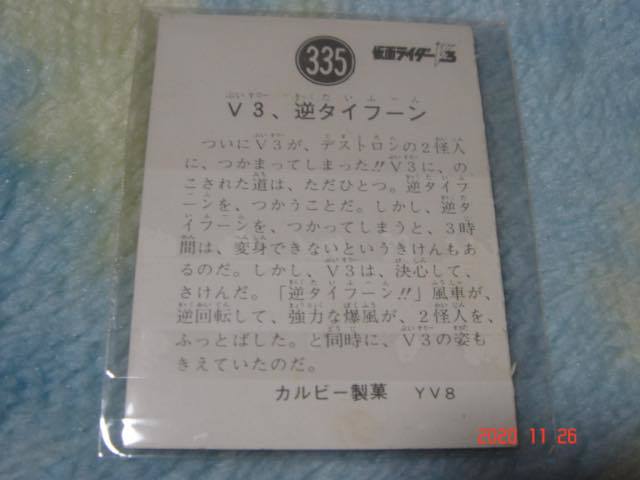 335
仮面ライダーV3
V3、逆タイフーン
ついにV3が、デストロンの2怪人
に、つかまってしまった!!V3に、の
こされた道は、ただひとつ。逆タイフ
ーンを、つかうことだ。しかし、逆タ
イフーンを、つかってしまうと、3時
間は、変身できないというきけんもあ
るのだ。しかし、V3は、決心して、
さけんだ。「逆タイフーン!!」風車が、
逆回転して、強力な爆風が、2怪人を、
ふっとばした。と同時に、V3の姿も
きえていたのだ。
カルビー製菓 YV8
2020 11 26